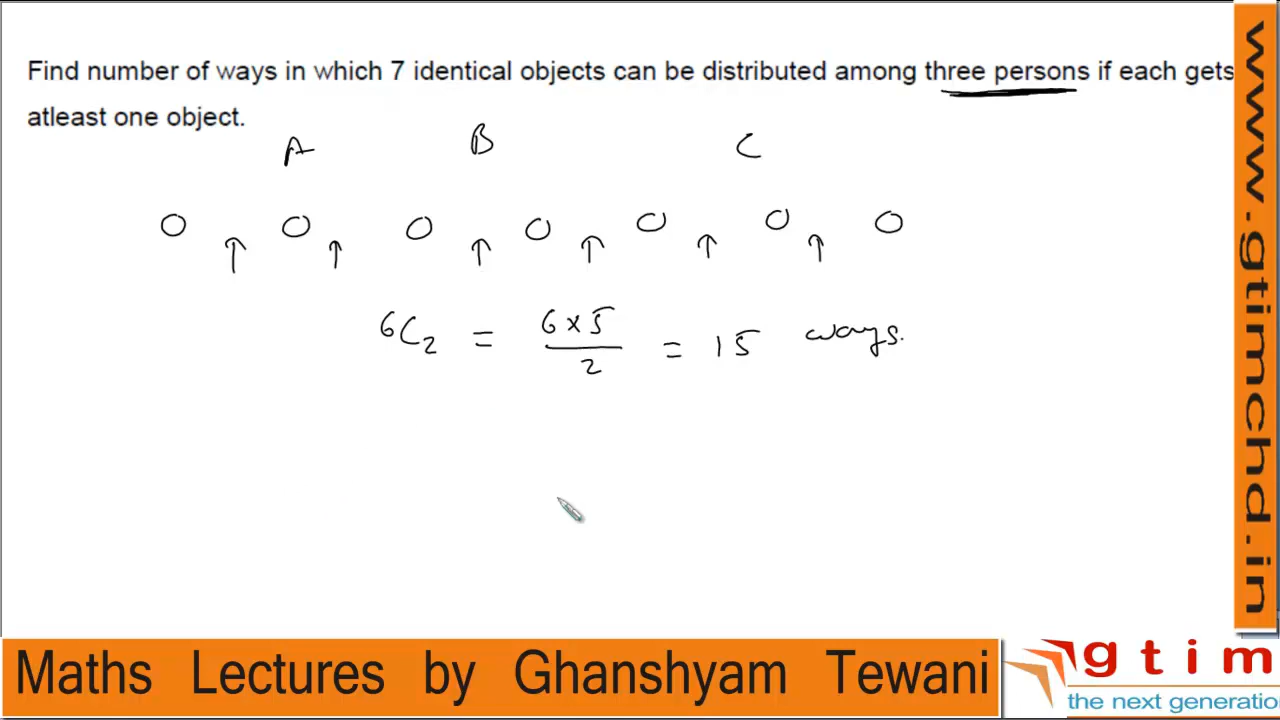 Find number of ways in which 7 identical objects can be distributed among three persons if each gets
atleast one object.
A B C
O O O O O O O
↑ ↑ ↑ ↑ ↑ ↑
⁶C₂ = 6 × 5 / 2 = 15 ways.
Maths Lectures by Ghanshyam Tewani
gtim
the next generatio
www.gtimchd.in